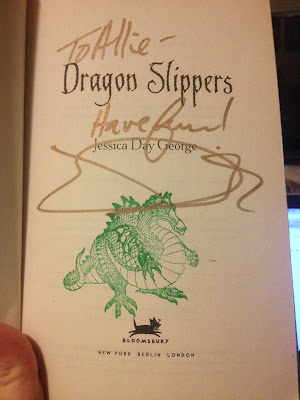 To Allie –
Dragon Slippers
Have fun!
Jessica Day George
BLOOMSBURY
NEW YORK BERLIN LONDON